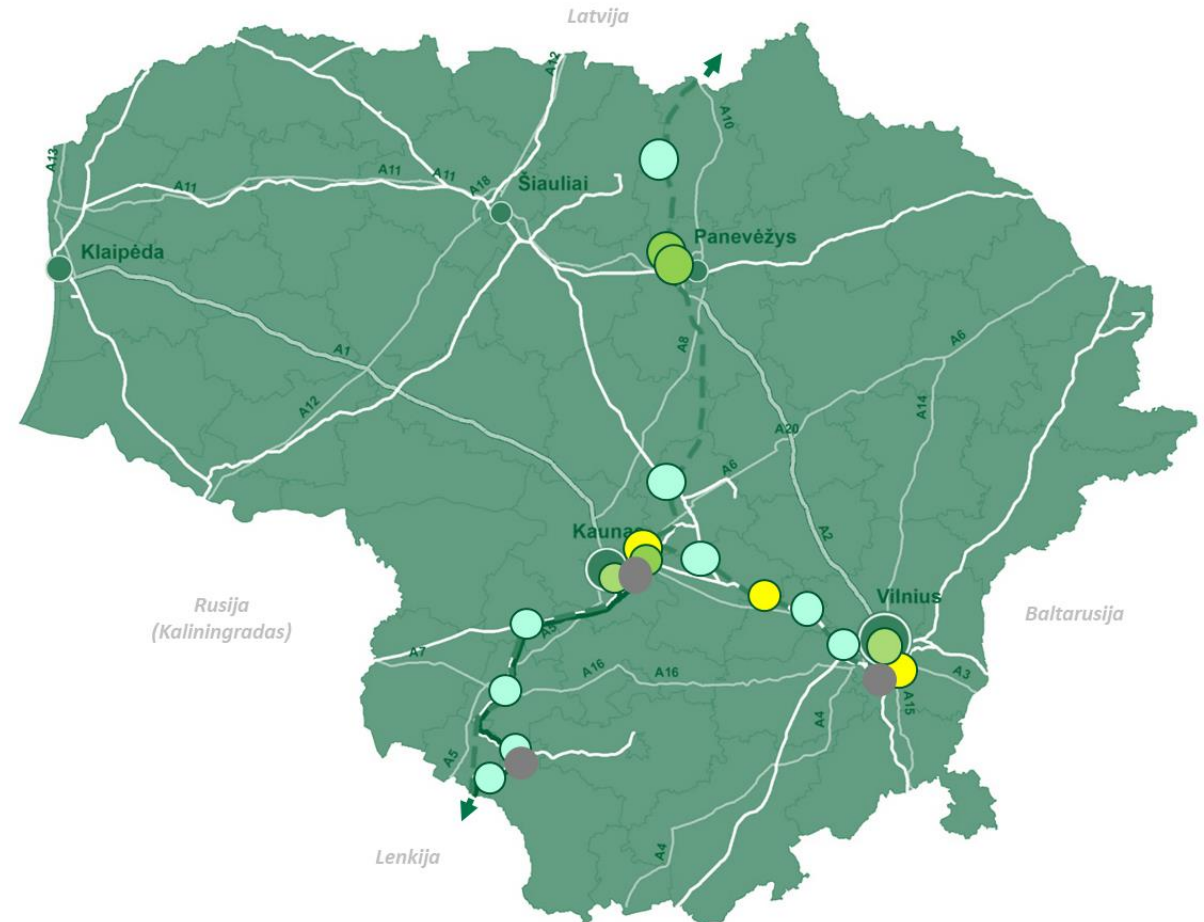 Latvija
A12
A10
A13
A11
A11
A11
A18
Šiauliai
Klaipėda
Panevėžys
A1
A8
A6
A12
A14
A20
A6
Kaunas
A2
Rusija
(Kaliningradas)
Vilnius
Baltarusija
A5
A7
A16
A16
A3
A4
A15
A5
Lenkija
A4